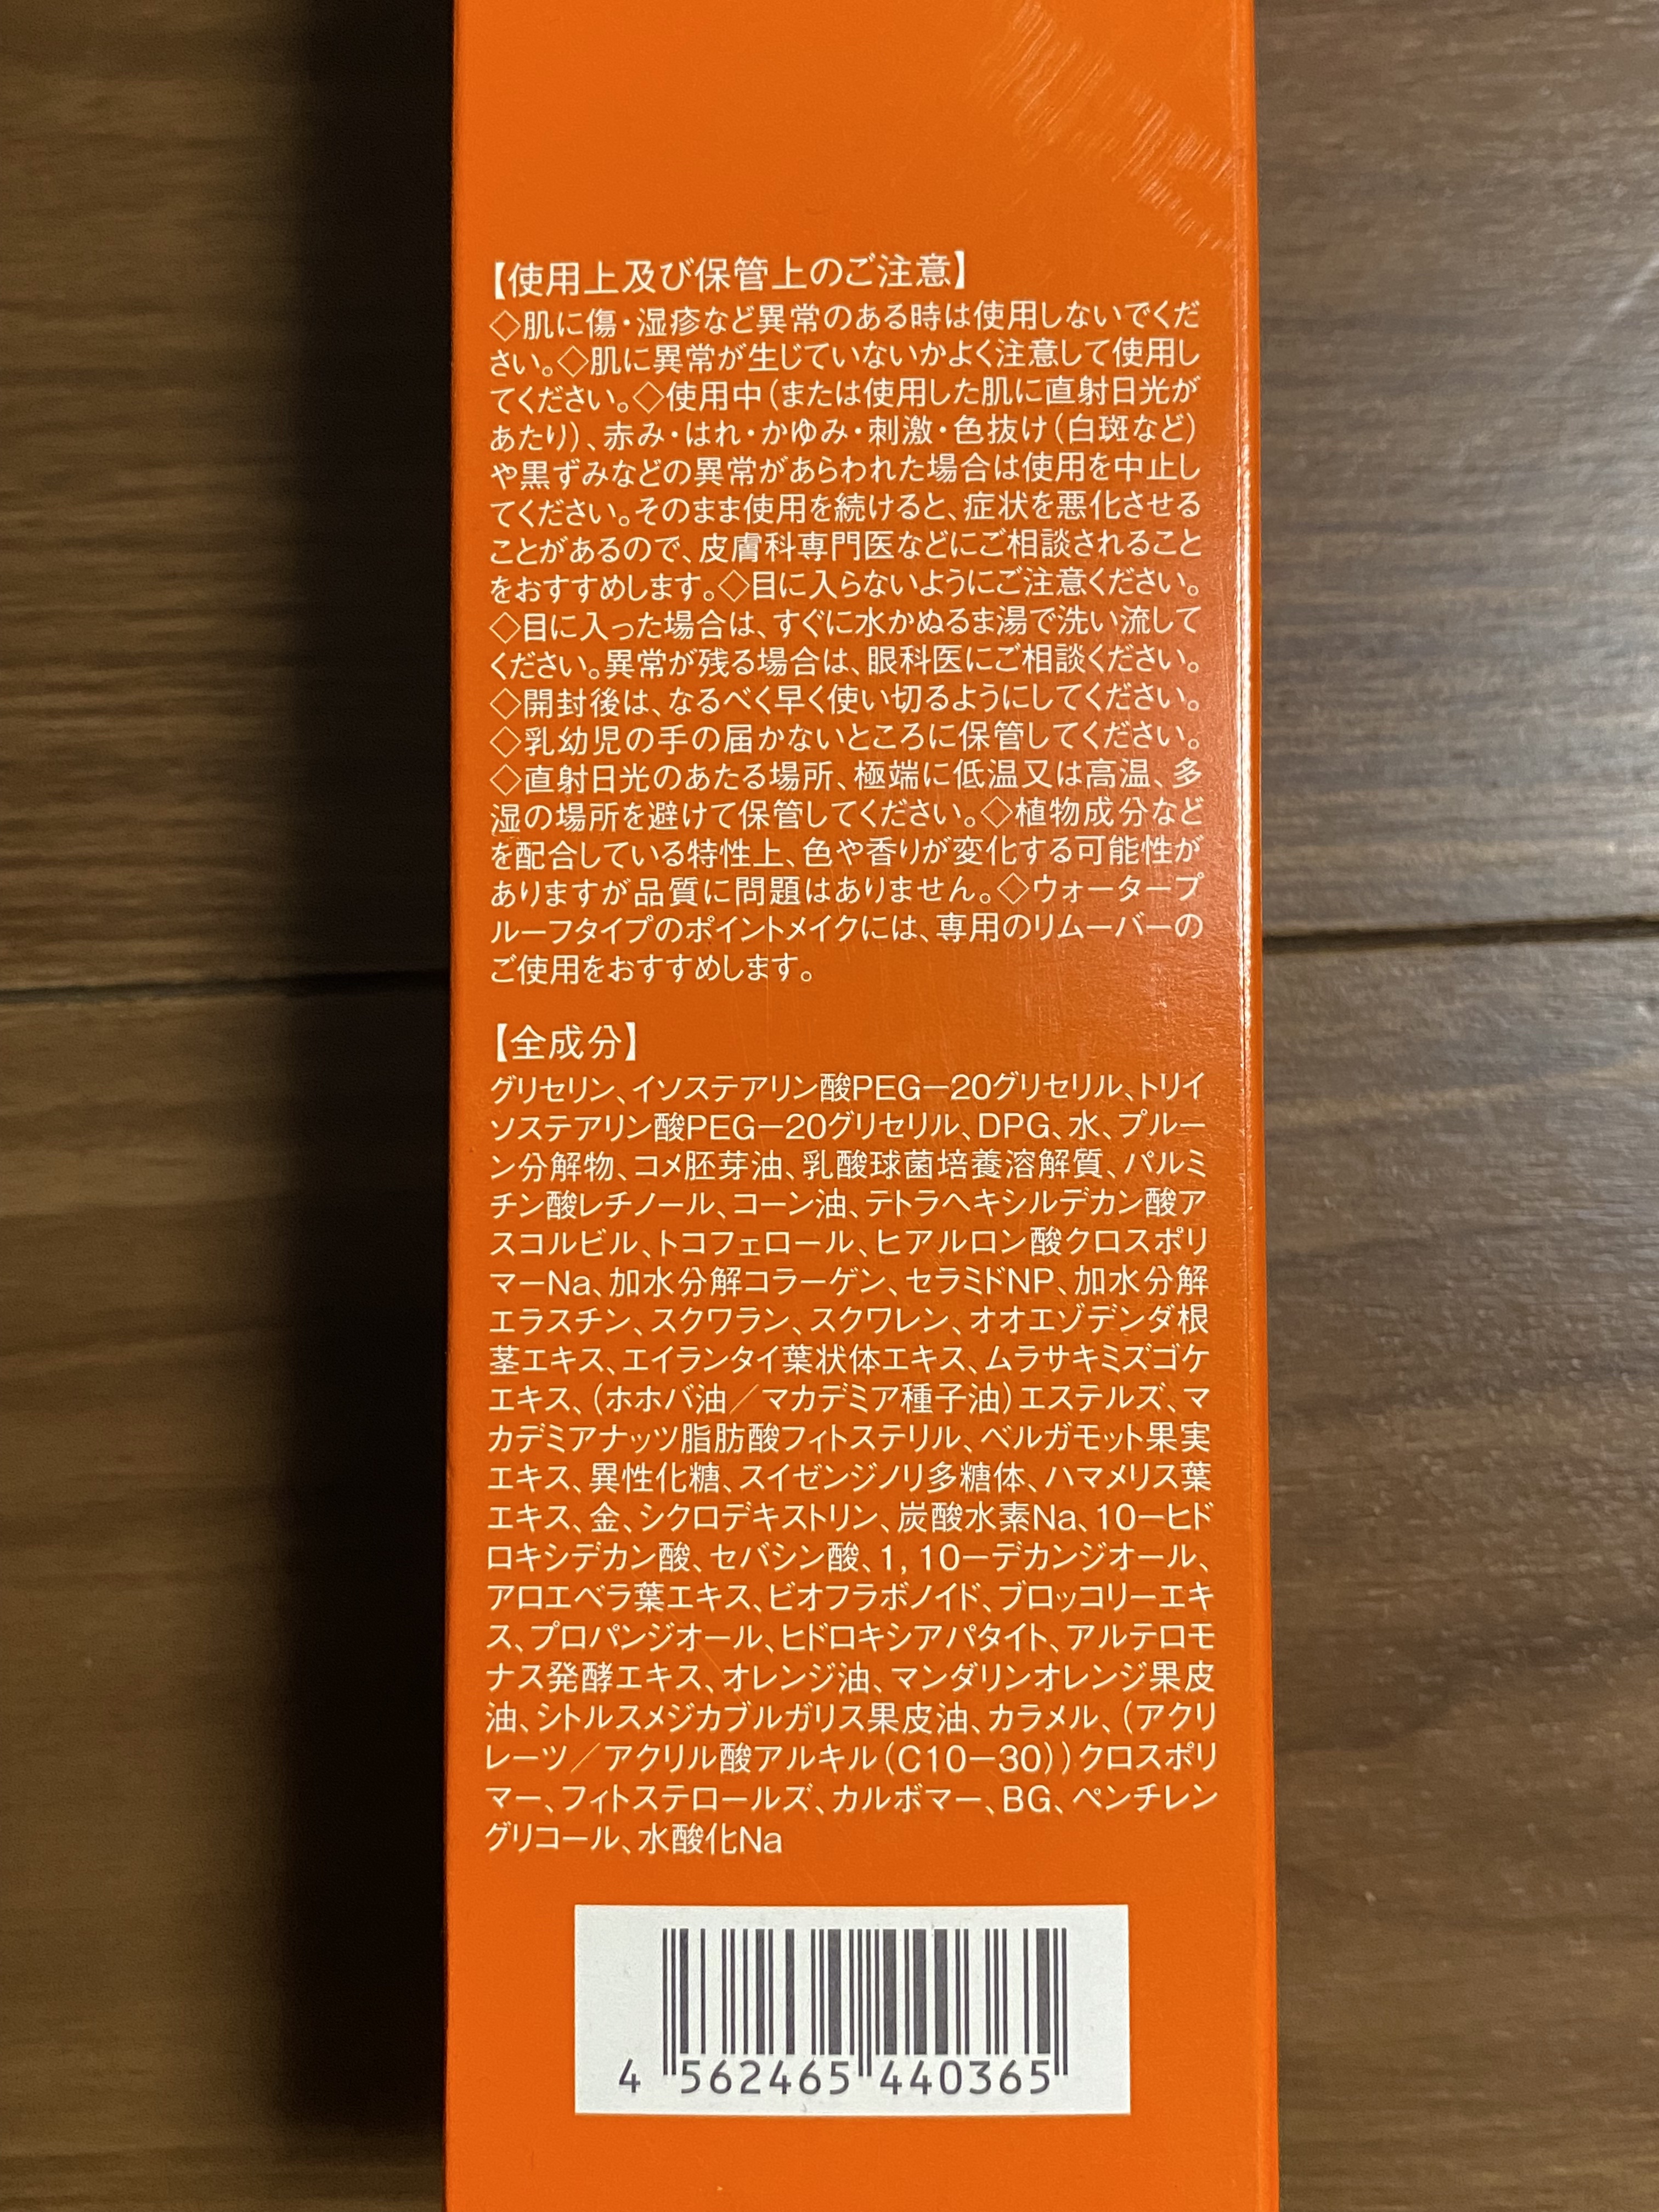 【使用上及び保管上のご注意】
◇肌に傷・湿疹など異常のある時は使用しないでくだ
さい。◇肌に異常が生じていないかよく注意して使用し
てください。◇使用中(または使用した肌に直射日光が
あたり)、赤み・はれ・かゆみ・刺激・色抜け(白斑など)
や黒ずみなどの異常があらわれた場合は使用を中止し
てください。そのまま使用を続けると、症状を悪化させる
ことがあるので、皮膚科専門医などにご相談されること
をおすすめします。◇目に入らないようにご注意ください。
◇目に入った場合は、すぐに水かぬるま湯で洗い流して
ください。異常が残る場合は、眼科医にご相談ください。
◇開封後は、なるべく早く使い切るようにしてください。
◇乳幼児の手の届かないところに保管してください。
◇直射日光のあたる場所、極端に低温又は高温、多
湿の場所を避けて保管してください。◇植物成分など
を配合している特性上、色や香りが変化する可能性が
ありますが品質に問題はありません。◇ウォータープ
ルーフタイプのポイントメイクには、専用のリムーバーの
ご使用をおすすめします。
【全成分】
グリセリン、イソステアリン酸PEG－20グリセリル、トリイ
ソステアリン酸PEG－20グリセリル、DPG、水、プルー
ン分解物、コメ胚芽油、乳酸球菌培養溶解質、パルミ
チン酸レチノール、コーン油、テトラヘキシルデカン酸ア
スコルビル、トコフェロール、ヒアルロン酸クロスポリ
マーNa、加水分解コラーゲン、セラミドNP、加水分解
エラスチン、スクワラン、スクワレン、オオエゾデンダ根
茎エキス、エイランタイ葉状体エキス、ムラサキミズゴケ
エキス、(ホホバ油／マカデミア種子油)エステルズ、マ
カデミアナッツ脂肪酸フィトステリル、ベルガモット果実
エキス、異性化糖、スイゼンジノリ多糖体、ハマメリス葉
エキス、金、シクロデキストリン、炭酸水素Na、10－ヒド
ロキシデカン酸、セバシン酸、1, 10－デカンジオール、
アロエベラ葉エキス、ビオフラボノイド、ブロッコリーエキ
ス、プロパンジオール、ヒドロキシアパタイト、アルテロモ
ナス発酵エキス、オレンジ油、マンダリンオレンジ果皮
油、シトルスメジカブルガリス果皮油、カラメル、(アクリ
レーツ／アクリル酸アルキル(C10－30))クロスポリ
マー、フィトステロールズ、カルボマー、BG、ペンチレン
グリコール、水酸化Na
4 562465 440365